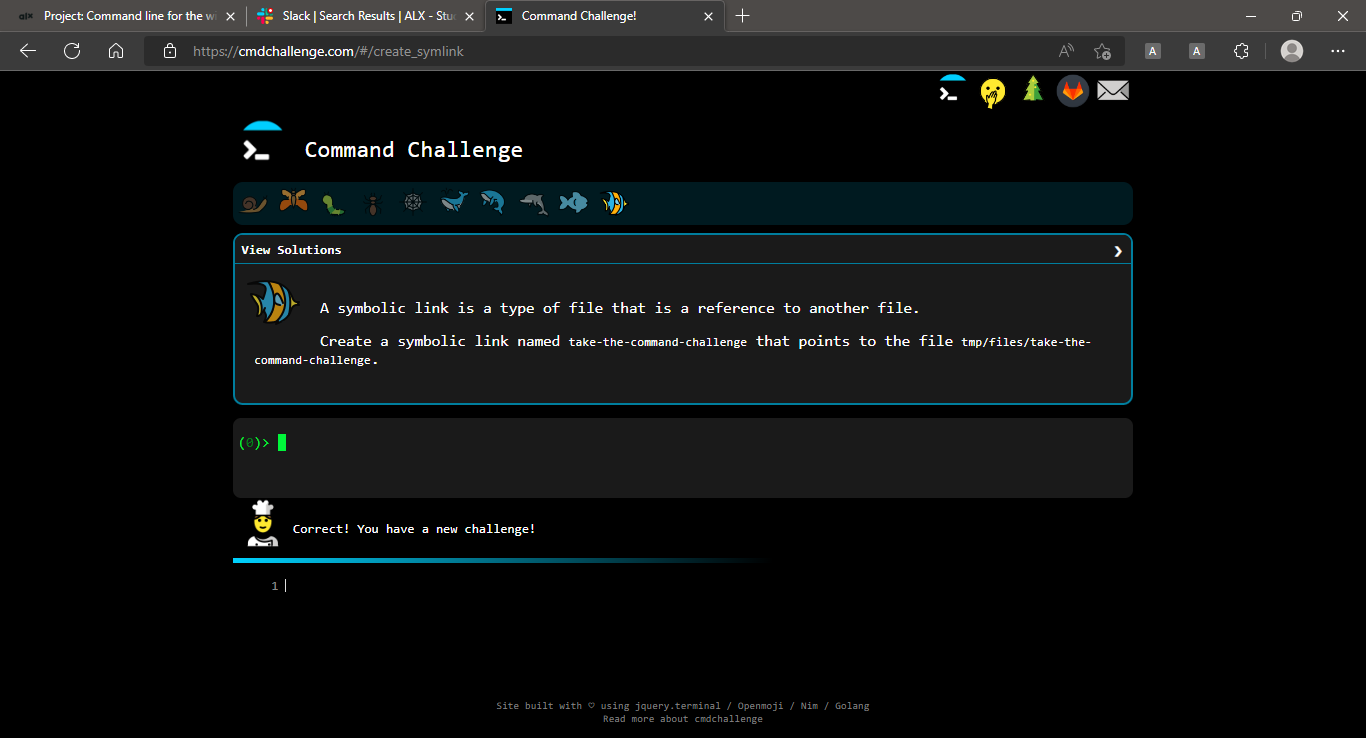 alx Project: Command line for the wi
Slack | Search Results | ALX - Stu
Command Challenge!
https://cmdchallenge.com/#/create_symlink
A
A
Command Challenge
View Solutions
A symbolic link is a type of file that is a reference to another file.
Create a symbolic link named take-the-command-challenge that points to the file tmp/files/take-the-
command-challenge.
(0)>
Correct! You have a new challenge!
1
Site built with ♡ using jquery.terminal / Openmoji / Nim / Golang
Read more about cmdchallenge